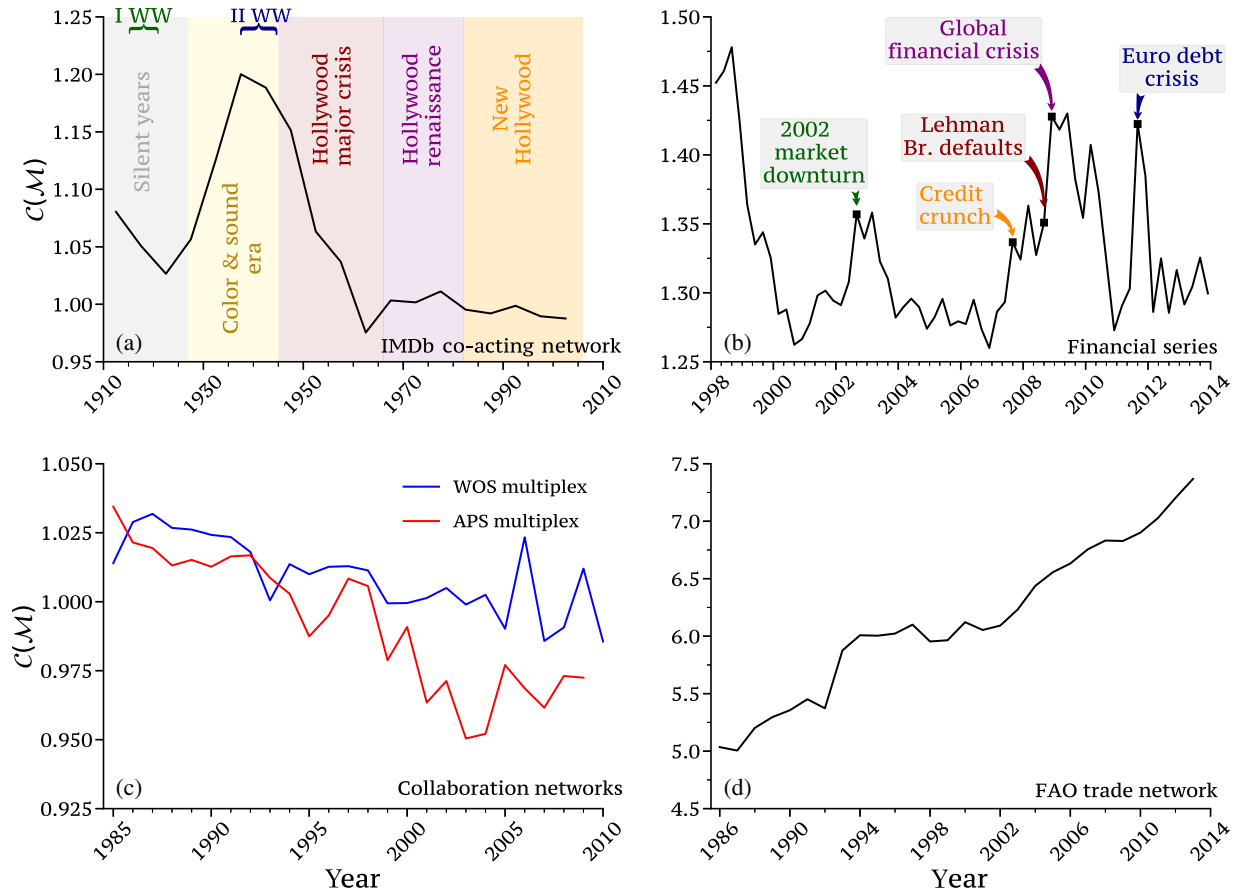 1.25
I WW
II WW
1.20
1.15
1.10
1.05
1.00
0.95
C(M)
Silent years
Color & sound
era
Hollywood
major crisis
Hollywood
renaissance
New
Hollywood
(a)
IMDb co-acting network
1910
1930
1950
1970
1990
2010
1.50
1.45
1.40
1.35
1.30
1.25
Global
financial crisis
Euro debt
crisis
2002
market
downturn
Lehman
Br. defaults
Credit
crunch
(b)
Financial series
1998
2000
2002
2004
2006
2008
2010
2012
2014
1.050
1.025
1.000
0.975
0.950
0.925
C(M)
WOS multiplex
APS multiplex
(c)
Collaboration networks
1985
1990
1995
2000
2005
2010
Year
7.5
7.0
6.5
6.0
5.5
5.0
4.5
(d)
FAO trade network
1986
1990
1994
1998
2002
2006
2010
2014
Year